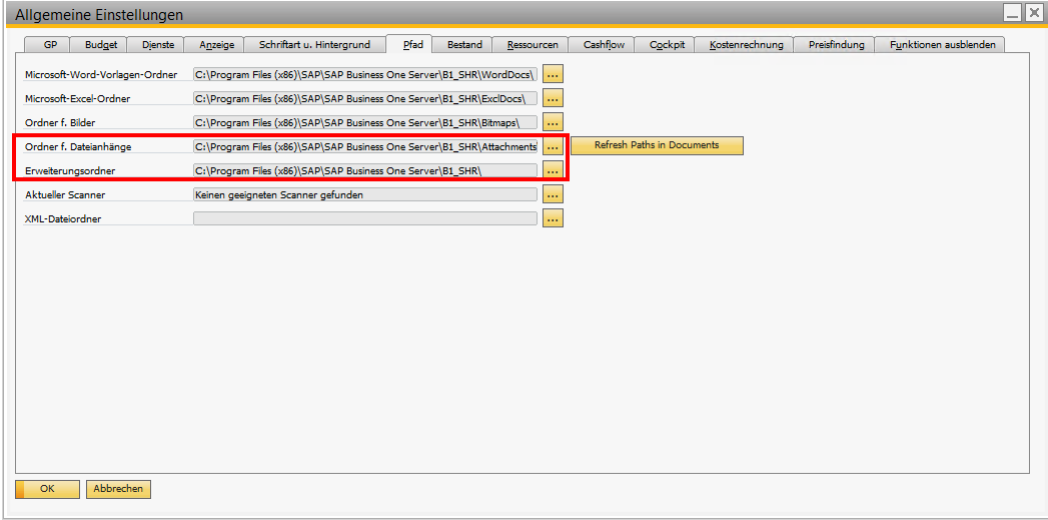 Allgemeine Einstellungen
GP Budget Dienste Anzeige Schriftart u. Hintergrund Pfad Bestand Ressourcen Cashflow Cockpit Kostenrechnung Preisfindung Funktionen ausblenden
Microsoft-Word-Vorlagen-Ordner C:\Program Files (x86)\SAP\SAP Business One Server\B1_SHR\WordDocs\ ...
Microsoft-Excel-Ordner C:\Program Files (x86)\SAP\SAP Business One Server\B1_SHR\ExclDocs\ ...
Ordner f. Bilder C:\Program Files (x86)\SAP\SAP Business One Server\B1_SHR\Bitmaps\ ...
Ordner f. Dateianhänge C:\Program Files (x86)\SAP\SAP Business One Server\B1_SHR\Attachments ... Refresh Paths in Documents
Erweiterungsordner C:\Program Files (x86)\SAP\SAP Business One Server\B1_SHR\ ...
Aktueller Scanner Keinen geeigneten Scanner gefunden ...
XML-Dateiordner ...
OK Abbrechen